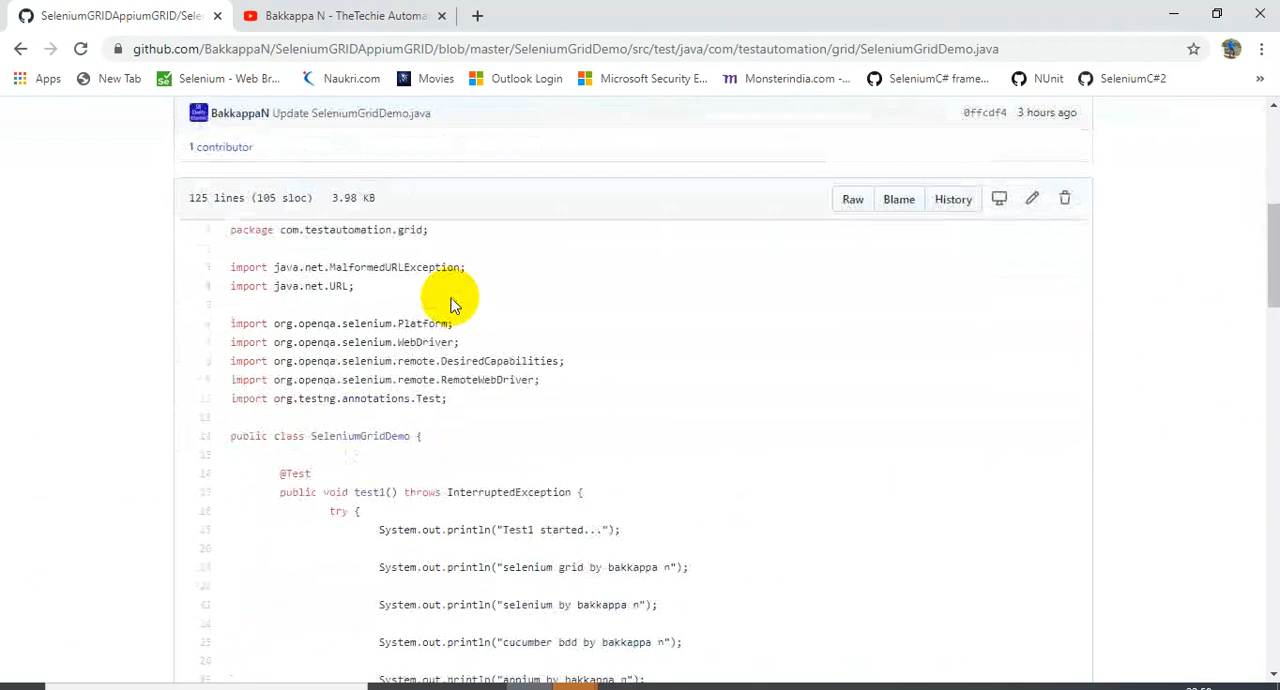 SeleniumGRIDAppiumGRID/Sele
Bakkappa N - TheTechie Automa
github.com/BakkappaN/SeleniumGRIDAppiumGRID/blob/master/SeleniumGridDemo/src/test/java/com/testautomation/grid/SeleniumGridDemo.java
Apps New Tab Selenium - Web Br... Naukri.com Movies Outlook Login Microsoft Security E... Monsterindia.com -... SeleniumC# frame... NUnit SeleniumC#2 »
BakkappaN Update SeleniumGridDemo.java 0ffcdf4 3 hours ago
1 contributor
125 lines (105 sloc) 3.98 KB Raw Blame History
package com.testautomation.grid;
import java.net.MalformedURLException;
import java.net.URL;
import org.openqa.selenium.Platform;
import org.openqa.selenium.WebDriver;
import org.openqa.selenium.remote.DesiredCapabilities;
import org.openqa.selenium.remote.RemoteWebDriver;
import org.testng.annotations.Test;
public class SeleniumGridDemo {
@Test
public void test1() throws InterruptedException {
try {
System.out.println("Test1 started...");
System.out.println("selenium grid by bakkappa n");
System.out.println("selenium by bakkappa n");
System.out.println("cucumber bdd by bakkappa n");
System.out.println("appium by bakkappa n");